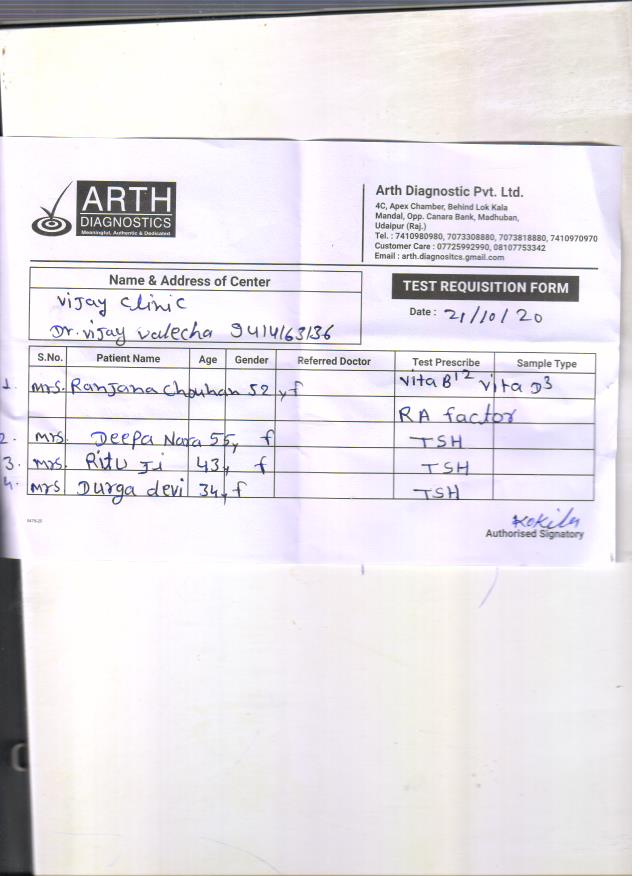 ARTH
DIAGNOSTICS
Meaningful, Authentic & Dedicated
Arth Diagnostic Pvt. Ltd.
4C, Apex Chamber, Behind Lok Kala
Mandal, Opp. Canara Bank, Madhuban,
Udaipur (Raj.)
Tel. : 7410980980, 7073308880, 7073818880, 7410970970
Customer Care : 07725992990, 08107753342
Email : arth.diagnositcs.gmail.com
Name & Address of Center
Vijay Clinic
Dr. Vijay Valecha 9414163136
TEST REQUISITION FORM
Date : 21/10/20
S.No. Patient Name Age Gender Referred Doctor Test Prescribe Sample Type
1. Mrs. Ranjana Chouhan 52 y f Vita B12 Vita D3
RA factor
2. Mrs. Deepa Nara 55y f TSH
3. Mrs. Ritu Ji 43y f TSH
4. Mrs Durga devi 34y f TSH
Kokila
Authorised Signatory